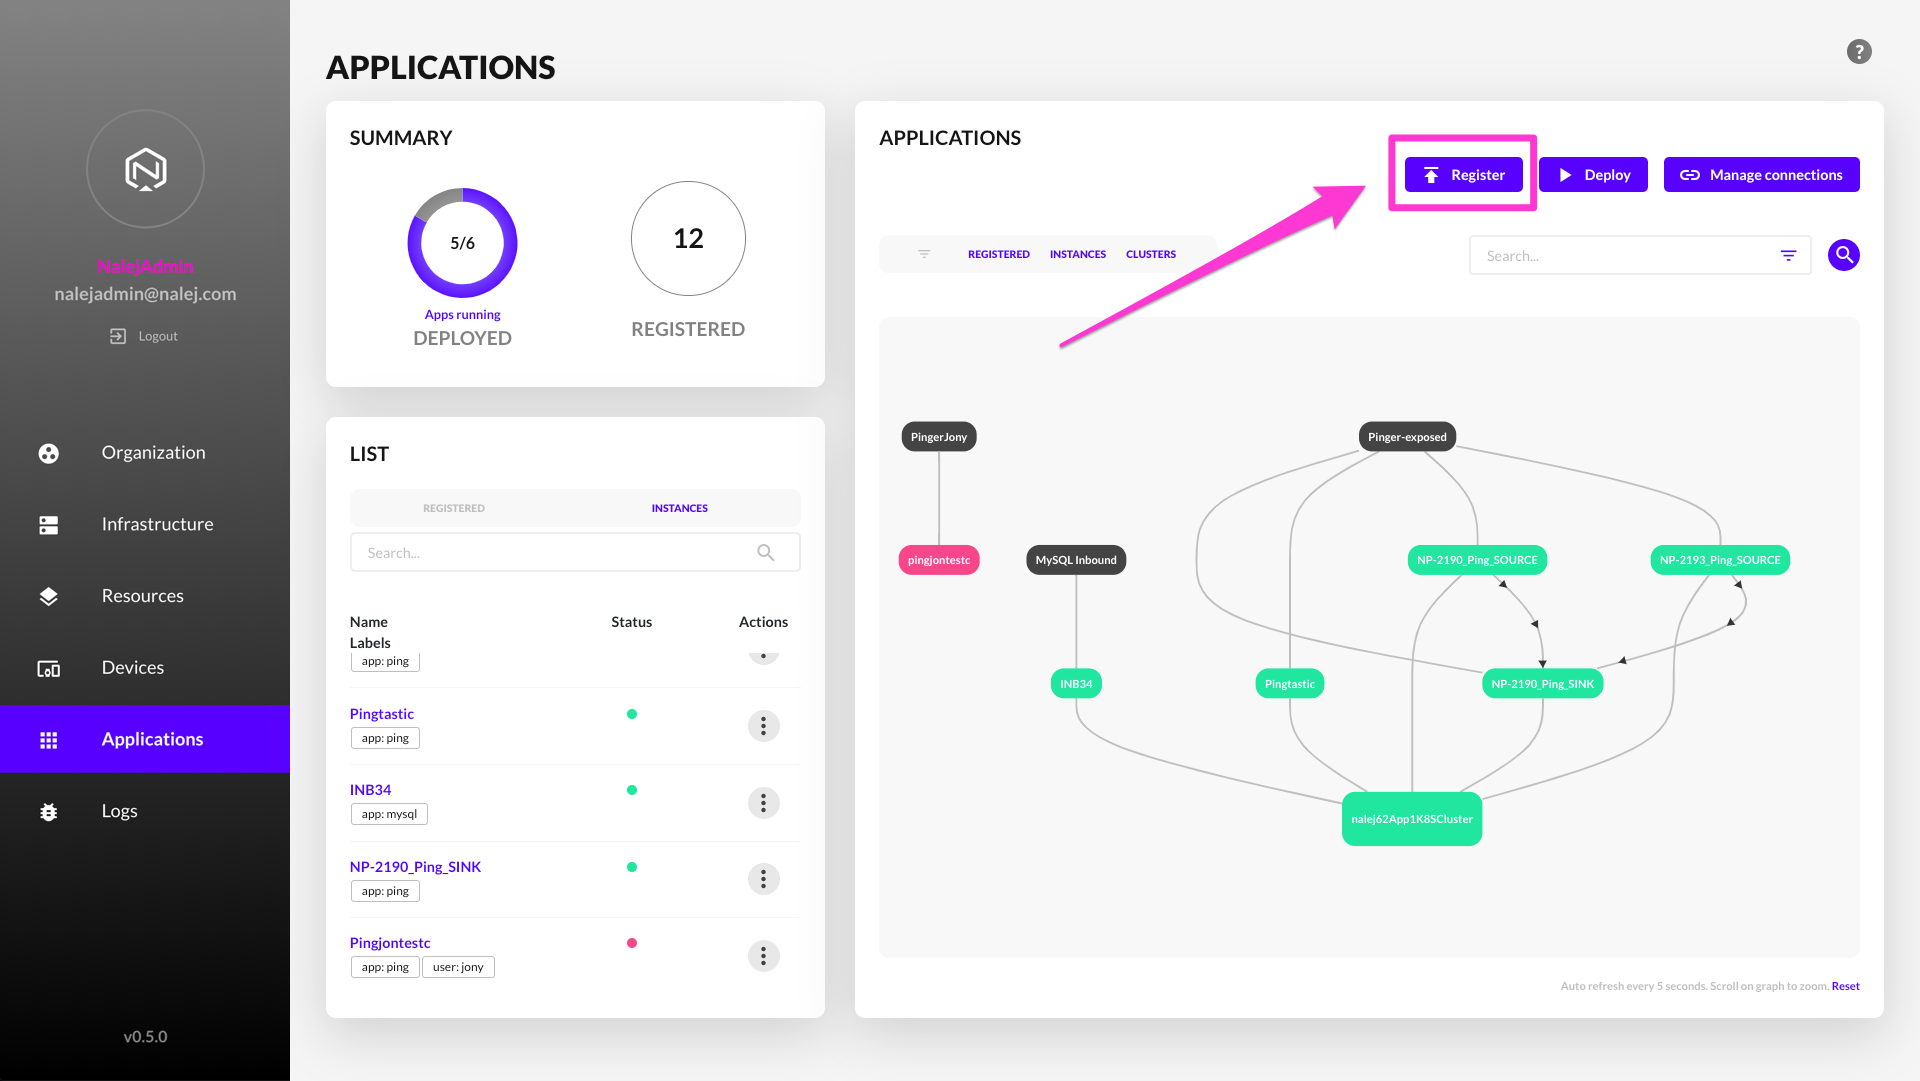 NalejAdmin
nalejadmin@nalej.com
Logout
Organization
Infrastructure
Resources
Devices
Applications
Logs
v0.5.0
APPLICATIONS
?
SUMMARY
5/6
Apps running
DEPLOYED
12
REGISTERED
LIST
REGISTERED INSTANCES
Search...
Name Status Actions
Labels
app: ping
Pingtastic
app: ping
INB34
app: mysql
NP-2190_Ping_SINK
app: ping
Pingjontestc
app: ping user: jony
APPLICATIONS
Register Deploy Manage connections
REGISTERED INSTANCES CLUSTERS
Search...
PingerJony Pinger-exposed
pingjontestc MySQL Inbound NP-2190_Ping_SOURCE NP-2193_Ping_SOURCE
INB34 Pingtastic NP-2190_Ping_SINK
nalej62App1K8SCluster
Auto refresh every 5 seconds. Scroll on graph to zoom. Reset